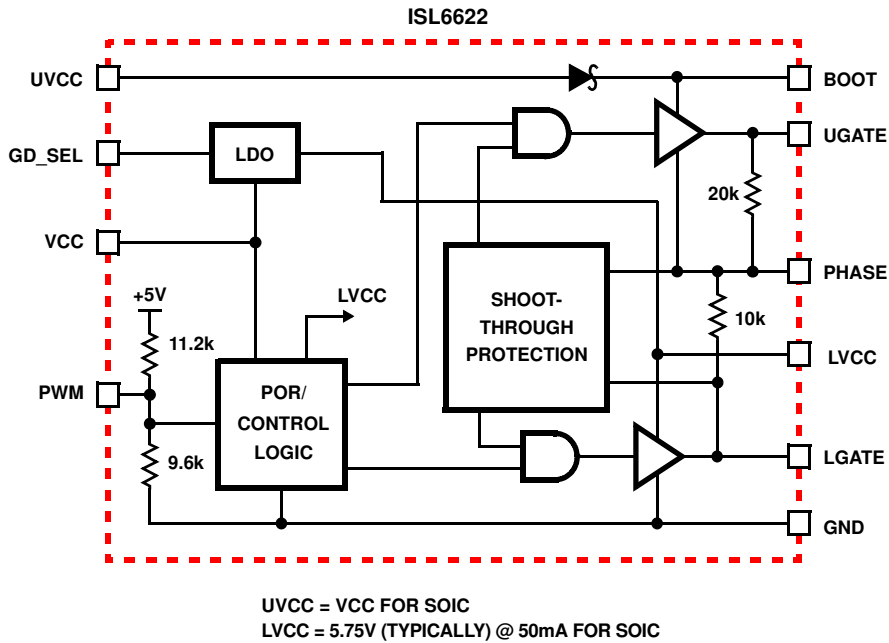 ISL6622
UVCC
BOOT
UGATE
GD_SEL
LDO
20k
VCC
PHASE
+5V
LVCC
SHOOT-
THROUGH
PROTECTION
10k
11.2k
LVCC
PWM
POR/
CONTROL
LOGIC
9.6k
LGATE
GND
UVCC = VCC FOR SOIC
LVCC = 5.75V (TYPICALLY) @ 50mA FOR SOIC